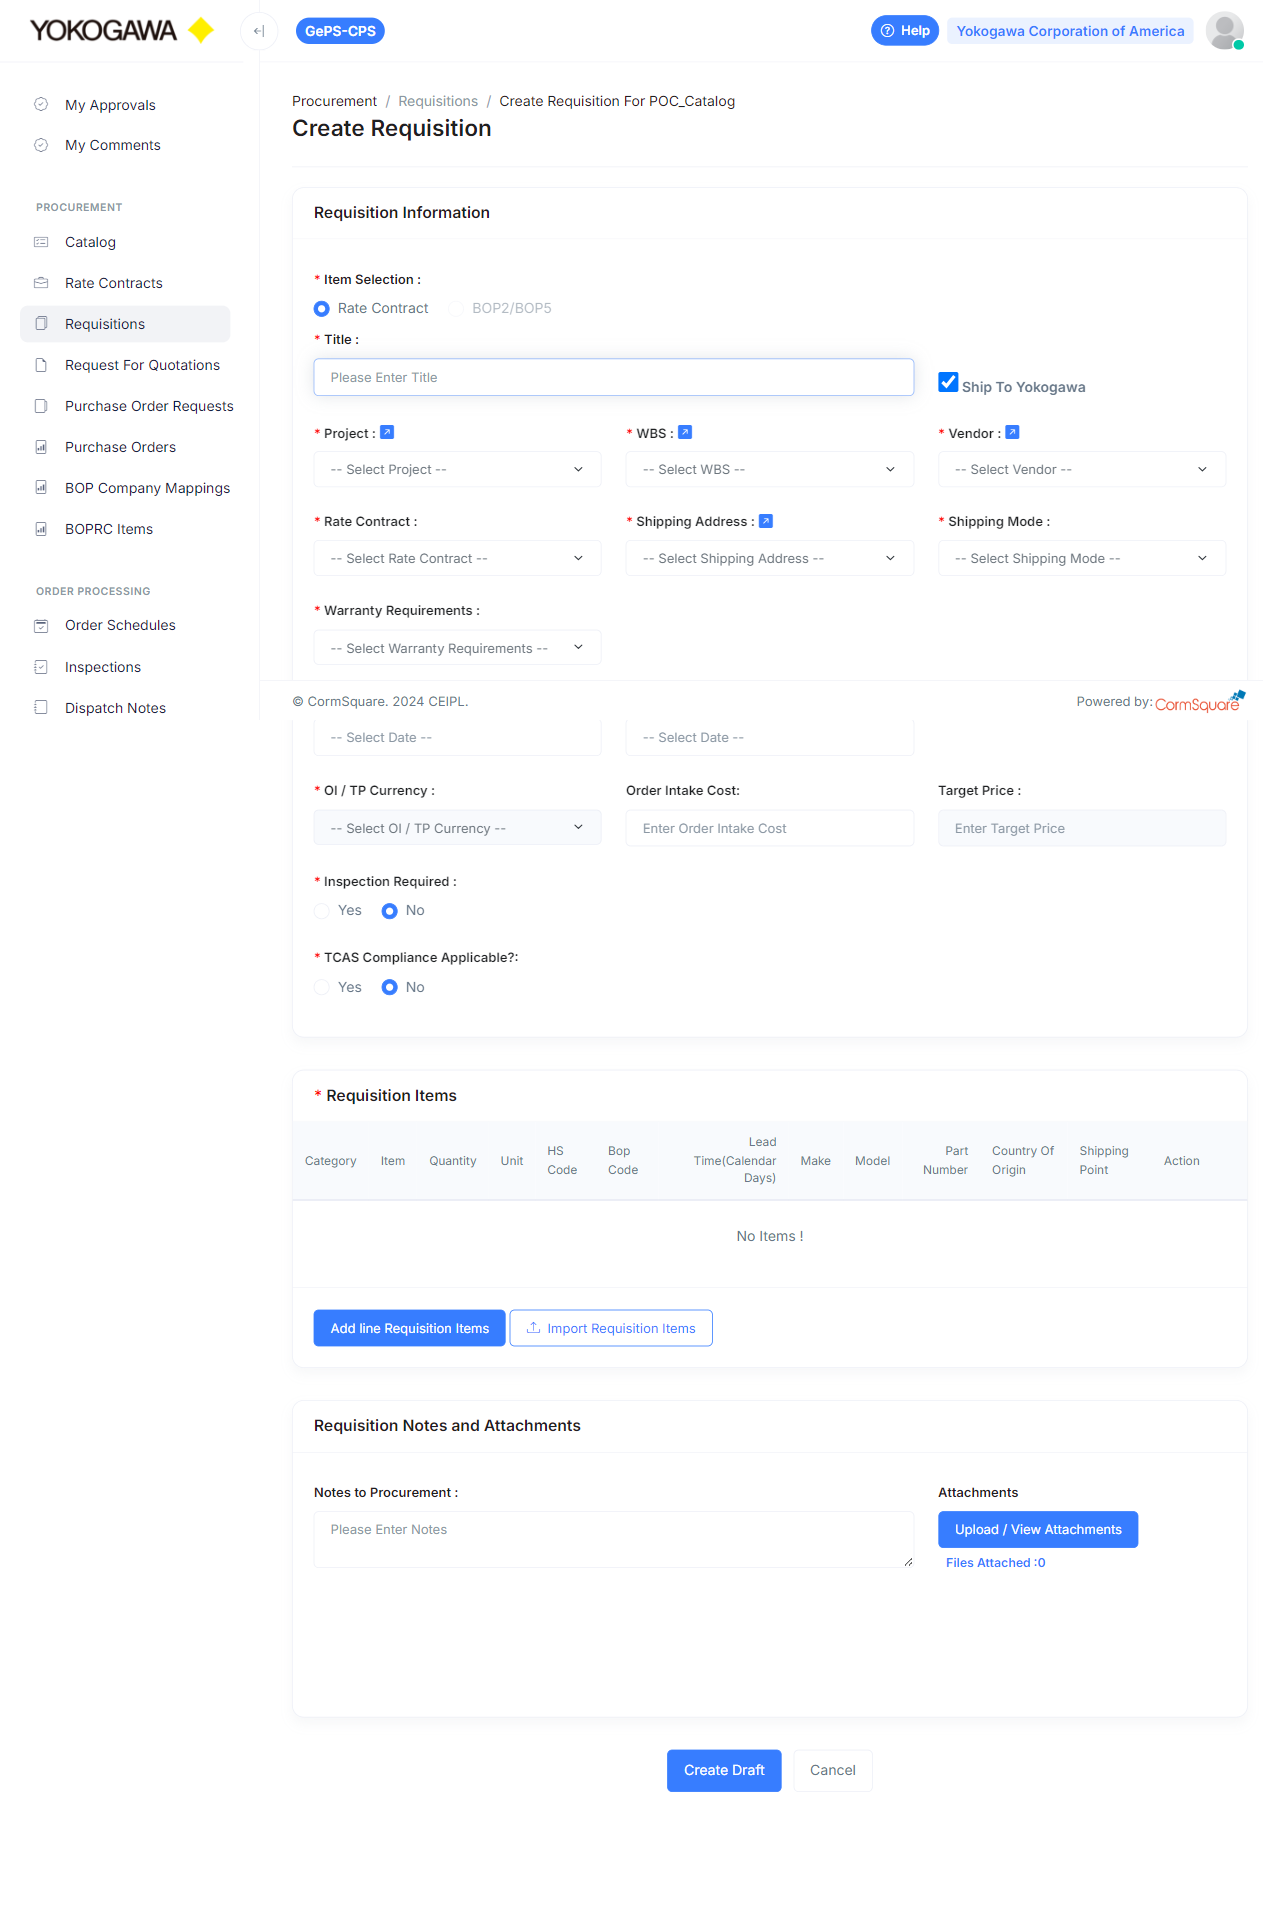 YOKOGAWA
GePS-CPS
Help
Yokogawa Corporation of America
My Approvals
My Comments
PROCUREMENT
Catalog
Rate Contracts
Requisitions
Request For Quotations
Purchase Order Requests
Purchase Orders
BOP Company Mappings
BOPRC Items
ORDER PROCESSING
Order Schedules
Inspections
Dispatch Notes
Procurement / Requisitions / Create Requisition For POC_Catalog
Create Requisition
Requisition Information
* Item Selection :
Rate Contract BOP2/BOP5
* Title :
Please Enter Title
Ship To Yokogawa
* Project : * WBS : * Vendor :
-- Select Project -- -- Select WBS -- -- Select Vendor --
* Rate Contract : * Shipping Address : * Shipping Mode :
-- Select Rate Contract -- -- Select Shipping Address -- -- Select Shipping Mode --
* Warranty Requirements :
-- Select Warranty Requirements --
© CormSquare. 2024 CEIPL. Powered by: CormSquare
-- Select Date -- -- Select Date --
* OI / TP Currency : Order Intake Cost: Target Price :
-- Select OI / TP Currency -- Enter Order Intake Cost Enter Target Price
* Inspection Required :
Yes No
* TCAS Compliance Applicable?:
Yes No
* Requisition Items
Category Item Quantity Unit HS Code Bop Code Lead Time(Calendar Days) Make Model Part Number Country Of Origin Shipping Point Action
No Items !
Add line Requisition Items Import Requisition Items
Requisition Notes and Attachments
Notes to Procurement : Attachments
Please Enter Notes Upload / View Attachments
Files Attached :0
Create Draft Cancel